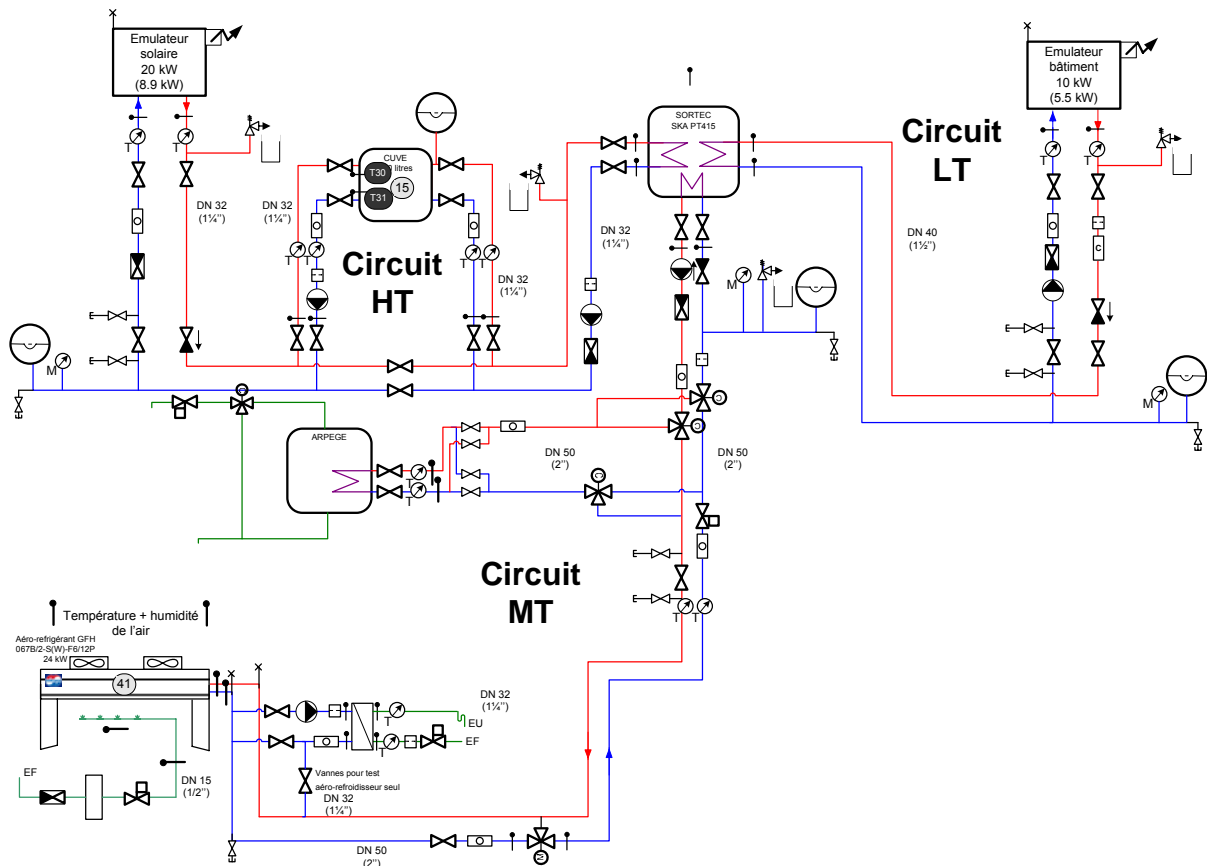 Emulateur
solaire
20 kW
(8.9 kW)
T
T
DN 32
(1¼")
DN 32
(1¼")
CUVE
litres
T30
T31
15
T
T
T
T
DN 32
(1¼")
Circuit
HT
SORTEC
SKA PT415
DN 32
(1¼")
Circuit
LT
DN 40
(1½")
Emulateur
bâtiment
10 kW
(5.5 kW)
T
T
C
M
M
M
ARPEGE
T
T
C
C
C
C
DN 50
(2")
DN 50
(2")
Circuit
MT
T
T
Température + humidité
de l'air
Aéro-refrigérant GFH
067B/2-S(W)-F6/12P
24 kW
41
EF
DN 15
(1/2")
DN 32
(1¼")
T
EU
T
EF
Vannes pour test
aéro-refroidisseur seul
DN 32
(1¼")
DN 50
(2")
M